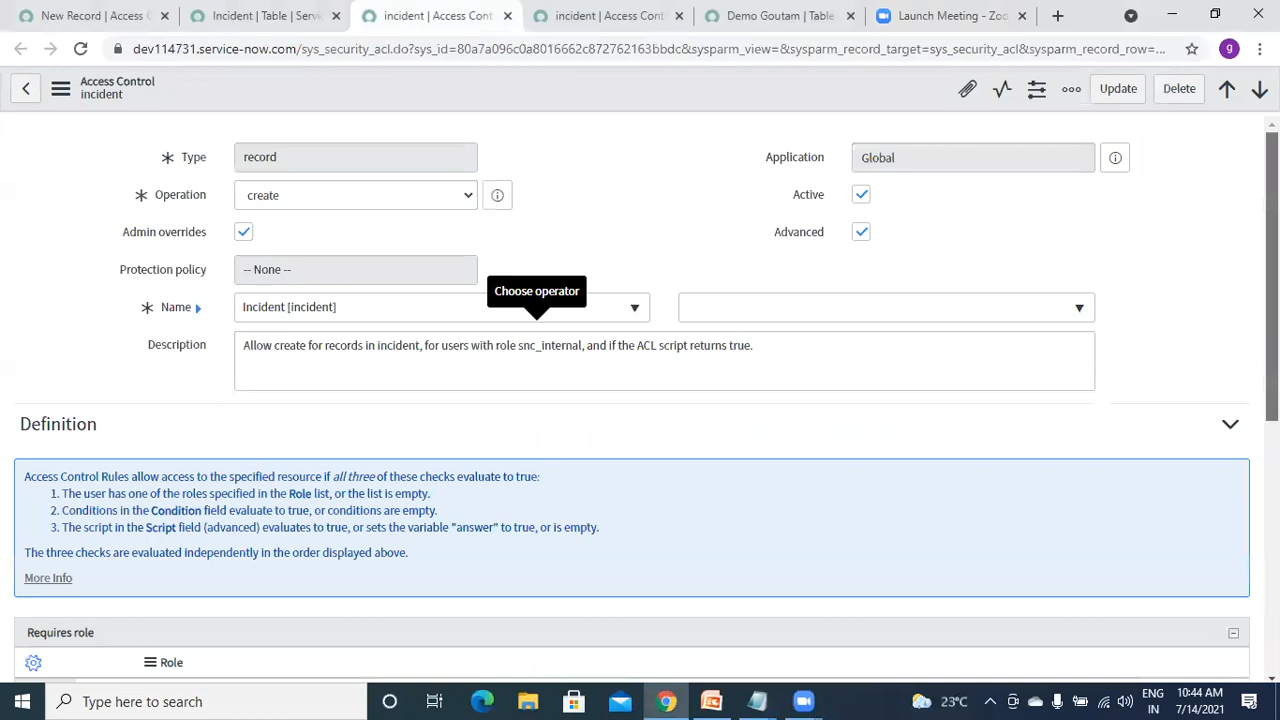 New Record | Access C
Incident | Table | Servic
incident | Access Cont
incident | Access Cont
Demo Goutam | Table
Launch Meeting - Zoo
dev114731.service-now.com/sys_security_acl.do?sys_id=80a7a096c0a8016662c872762163bbdc&sysparm_view=&sysparm_record_target=sys_security_acl&sysparm_record_row=...
g
Access Control
incident
Update
Delete
Type
record
Application
Global
Operation
create
Active
Admin overrides
Advanced
Protection policy
-- None --
Choose operator
Name
Incident [incident]
Description
Allow create for records in incident, for users with role snc_internal, and if the ACL script returns true.
Definition
Access Control Rules allow access to the specified resource if all three of these checks evaluate to true:
1. The user has one of the roles specified in the Role list, or the list is empty.
2. Conditions in the Condition field evaluate to true, or conditions are empty.
3. The script in the Script field (advanced) evaluates to true, or sets the variable "answer" to true, or is empty.
The three checks are evaluated independently in the order displayed above.
More Info
Requires role
Role
Type here to search
23°C
ENG
IN
10:44 AM
7/14/2021